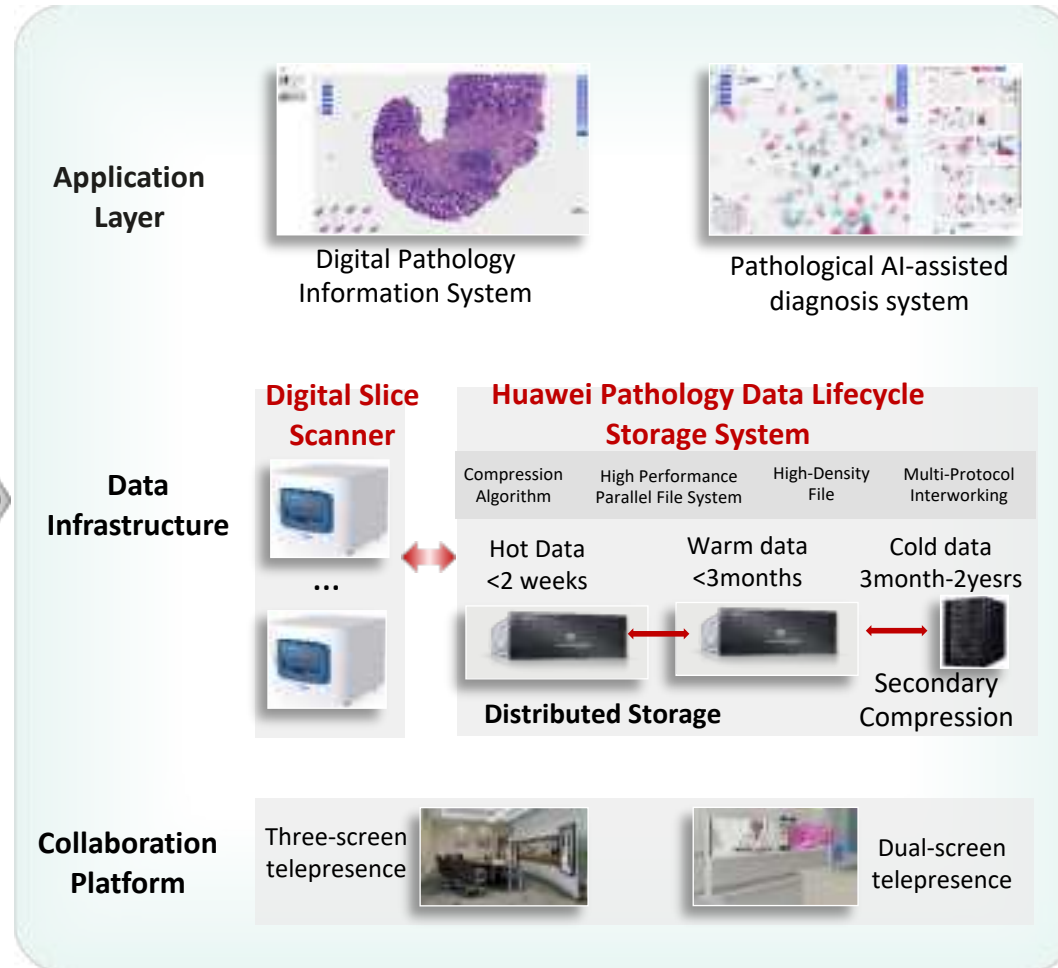 Application
Layer
Digital Pathology
Information System
Pathological AI-assisted
diagnosis system
Data
Infrastructure
Digital Slice
Scanner
...
Huawei Pathology Data Lifecycle
Storage System
Compression
Algorithm
High Performance
Parallel File System
High-Density
File
Multi-Protocol
Interworking
Hot Data
<2 weeks
Warm data
<3months
Cold data
3month-2yesrs
Distributed Storage
Secondary
Compression
Collaboration
Platform
Three-screen
telepresence
Dual-screen
telepresence